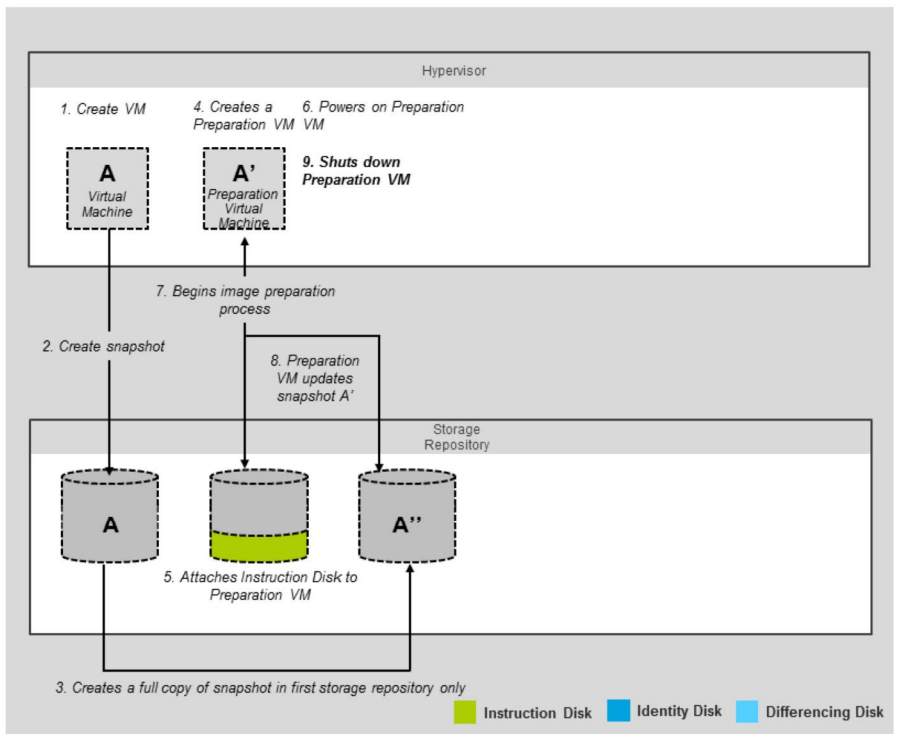 Hypervisor
1. Create VM
4. Creates a
Preparation VM
6. Powers on Preparation
VM
A
Virtual
Machine
A’
Preparation
Virtual
Machine
9. Shuts down
Preparation VM
7. Begins image preparation
process
2. Create snapshot
8. Preparation
VM updates
snapshot A’
Storage
Repository
A
A’’
5. Attaches Instruction Disk to
Preparation VM
3. Creates a full copy of snapshot in first storage repository only
Instruction Disk
Identity Disk
Differencing Disk